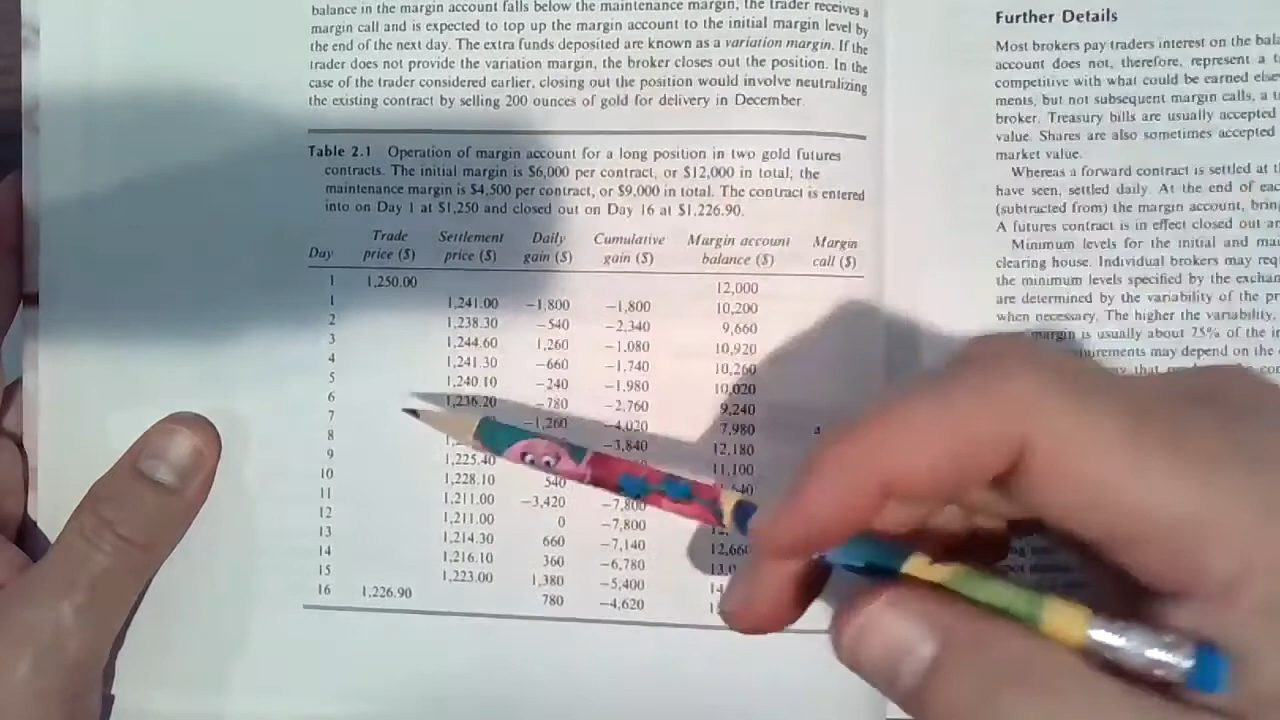 balance in the margin account falls below the maintenance margin, the trader receives a
margin call and is expected to top up the margin account to the initial margin level by
the end of the next day. The extra funds deposited are known as a variation margin. If the
trader does not provide the variation margin, the broker closes out the position. In the
case of the trader considered earlier, closing out the position would involve neutralizing
the existing contract by selling 200 ounces of gold for delivery in December.
Table 2.1 Operation of margin account for a long position in two gold futures
contracts. The initial margin is $6,000 per contract, or $12,000 in total; the
maintenance margin is $4,500 per contract, or $9,000 in total. The contract is entered
into on Day 1 at $1,250 and closed out on Day 16 at $1,226.90.
Day Trade price ($) Settlement price ($) Daily gain ($) Cumulative gain ($) Margin account balance ($) Margin call ($)
1 1,250.00 12,000
1 1,241.00 −1,800 −1,800 10,200
2 1,238.30 −540 −2,340 9,660
3 1,244.60 1,260 −1,080 10,920
4 1,241.30 −660 −1,740 10,260
5 1,240.10 −240 −1,980 10,020
6 1,236.20 −780 −2,760 9,240
7 −1,260 −4,020 7,980
8 −3,840 12,180
9 1,225.40 11,100
10 1,228.10 540
11 1,211.00 −3,420 −7,800
12 1,211.00 0 −7,800
13 1,214.30 660 −7,140 12,660
14 1,216.10 360 −6,780
15 1,223.00 1,380 −5,400
16 1,226.90 780 −4,620
Further Details
Most brokers pay traders interest on the
account does not, therefore, represent a
competitive with what could be earned
but not subsequent margin calls, a
broker. Treasury bills are usually accepted
value. Shares are also sometimes accepted
market value.
Whereas a forward contract is settled at
have seen, settled daily. At the end of
(subtracted from) the margin account,
A futures contract is in effect closed out
Minimum levels for the initial and
clearing house. Individual brokers may
the minimum levels specified by the
are determined by the variability of the
when necessary. The higher the variability,
margin is usually about 75% of the
may depend on the
that